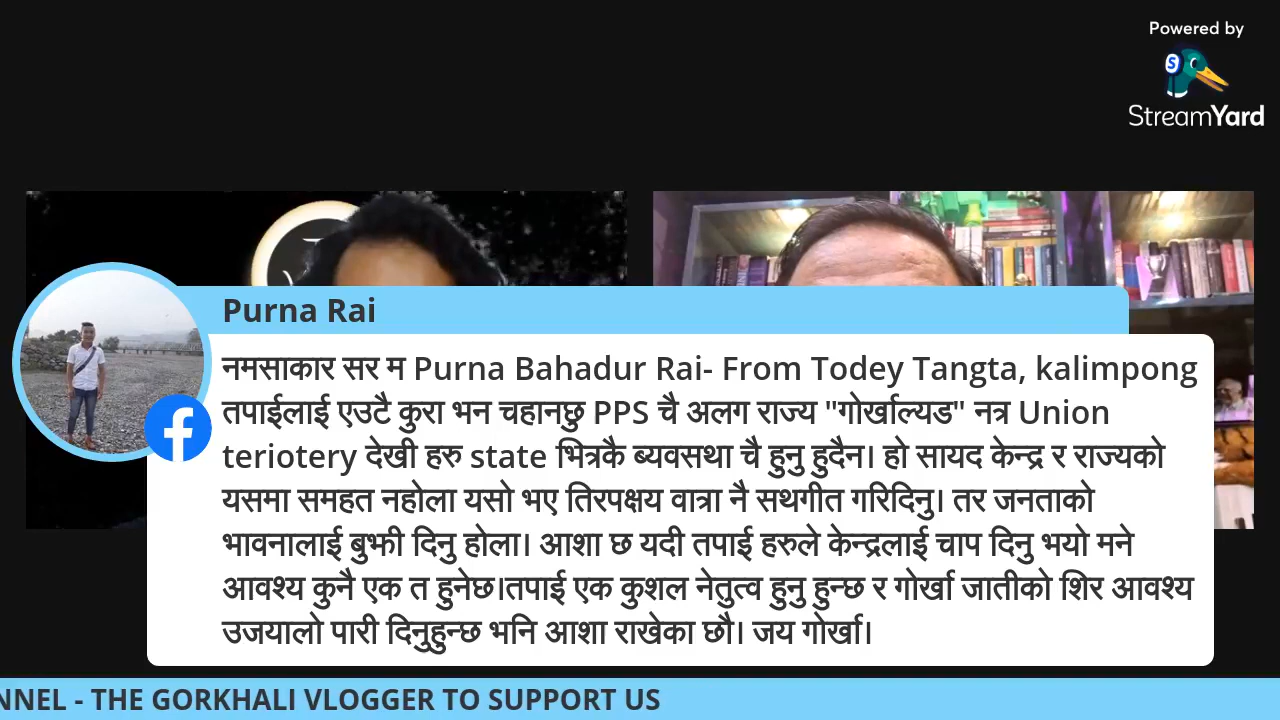 Powered by
StreamYard
Purna Rai
नमसाकार सर म Purna Bahadur Rai- From Todey Tangta, kalimpong
तपाईलाई एउटै कुरा भन चहानछु PPS चै अलग राज्य "गोर्खाल्यड" नत्र Union
teriotery देखी हरु state भित्रकै ब्यवसथा चै हुनु हुदैन। हो सायद केन्द्र र राज्यको
यसमा समहत नहोला यसो भए तिरपक्षय वात्रा नै सथगीत गरिदिनु। तर जनताको
भावनालाई बुझी दिनु होला। आशा छ यदी तपाई हरुले केन्द्रलाई चाप दिनु भयो मने
आवश्य कुनै एक त हुनेछ।तपाई एक कुशल नेतुत्व हुनु हुन्छ र गोर्खा जातीको शिर आवश्य
उजयालो पारी दिनुहुन्छ भनि आशा राखेका छौ। जय गोर्खा।
NNEL - THE GORKHALI VLOGGER TO SUPPORT US